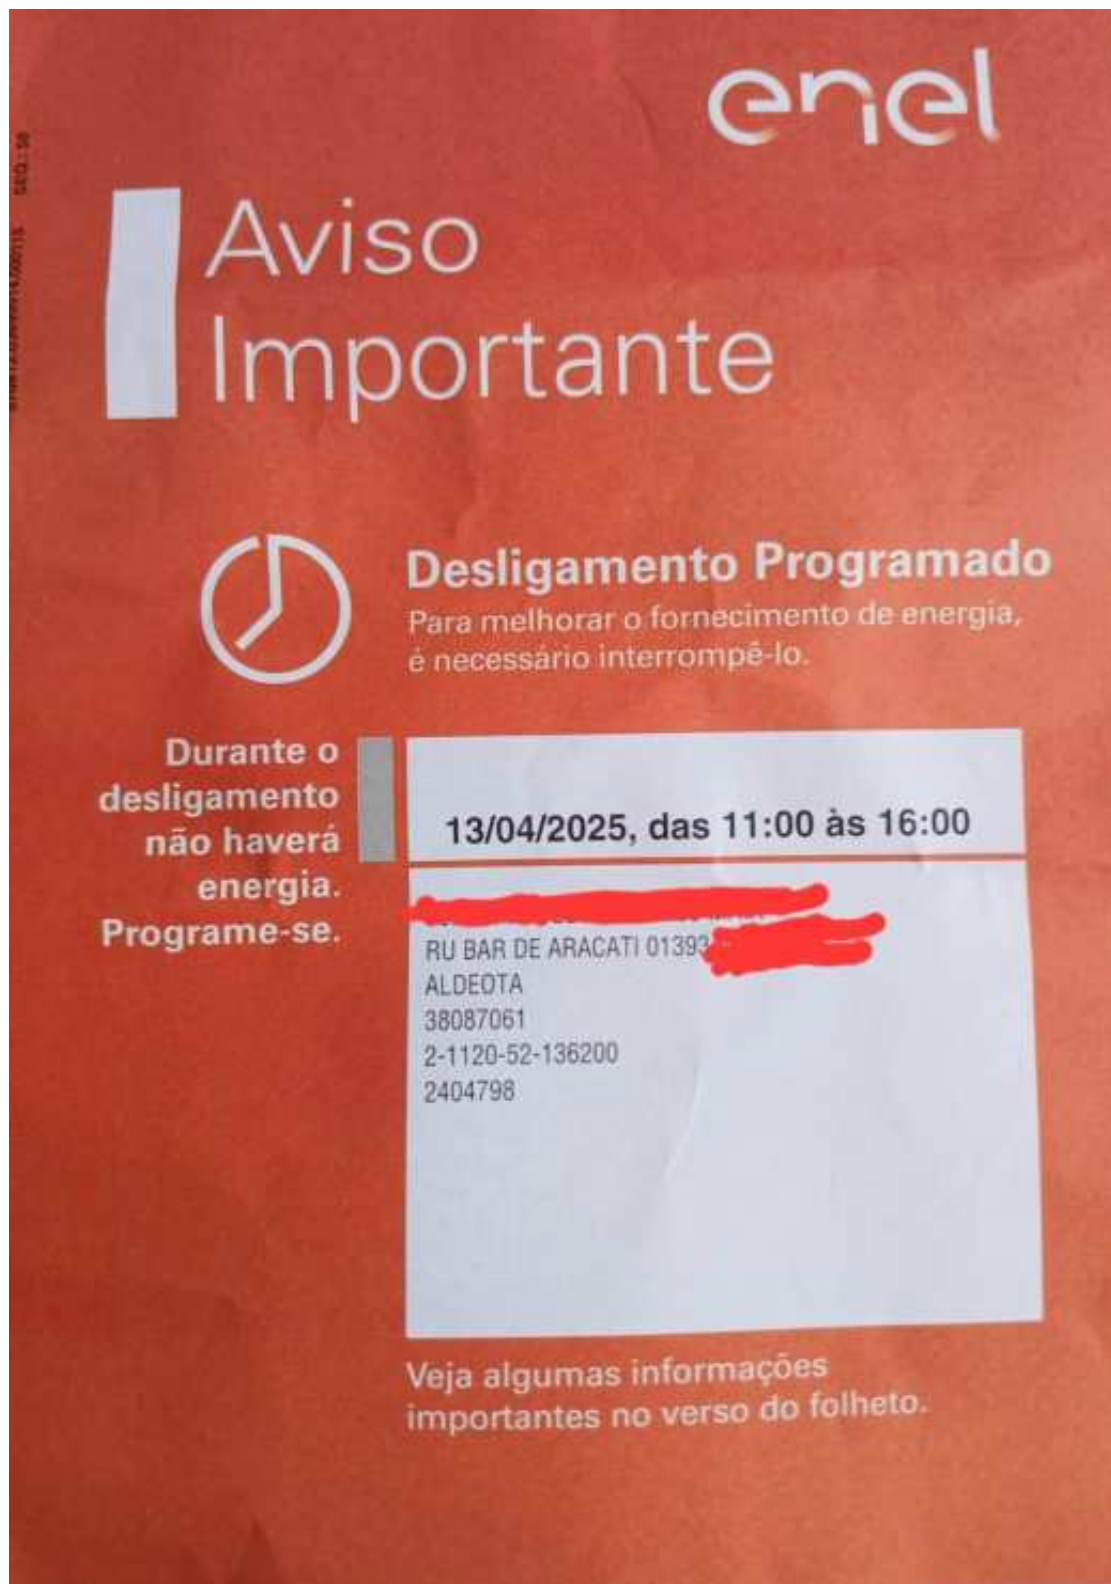 enel
SEQ.: 58
Aviso
Importante
Desligamento Programado
Para melhorar o fornecimento de energia,
é necessário interrompê-lo.
Durante o
desligamento
não haverá
energia.
Programe-se.
13/04/2025, das 11:00 às 16:00
RU BAR DE ARACATI 01393
ALDEOTA
38087061
2-1120-52-136200
2404798
Veja algumas informações
importantes no verso do folheto.